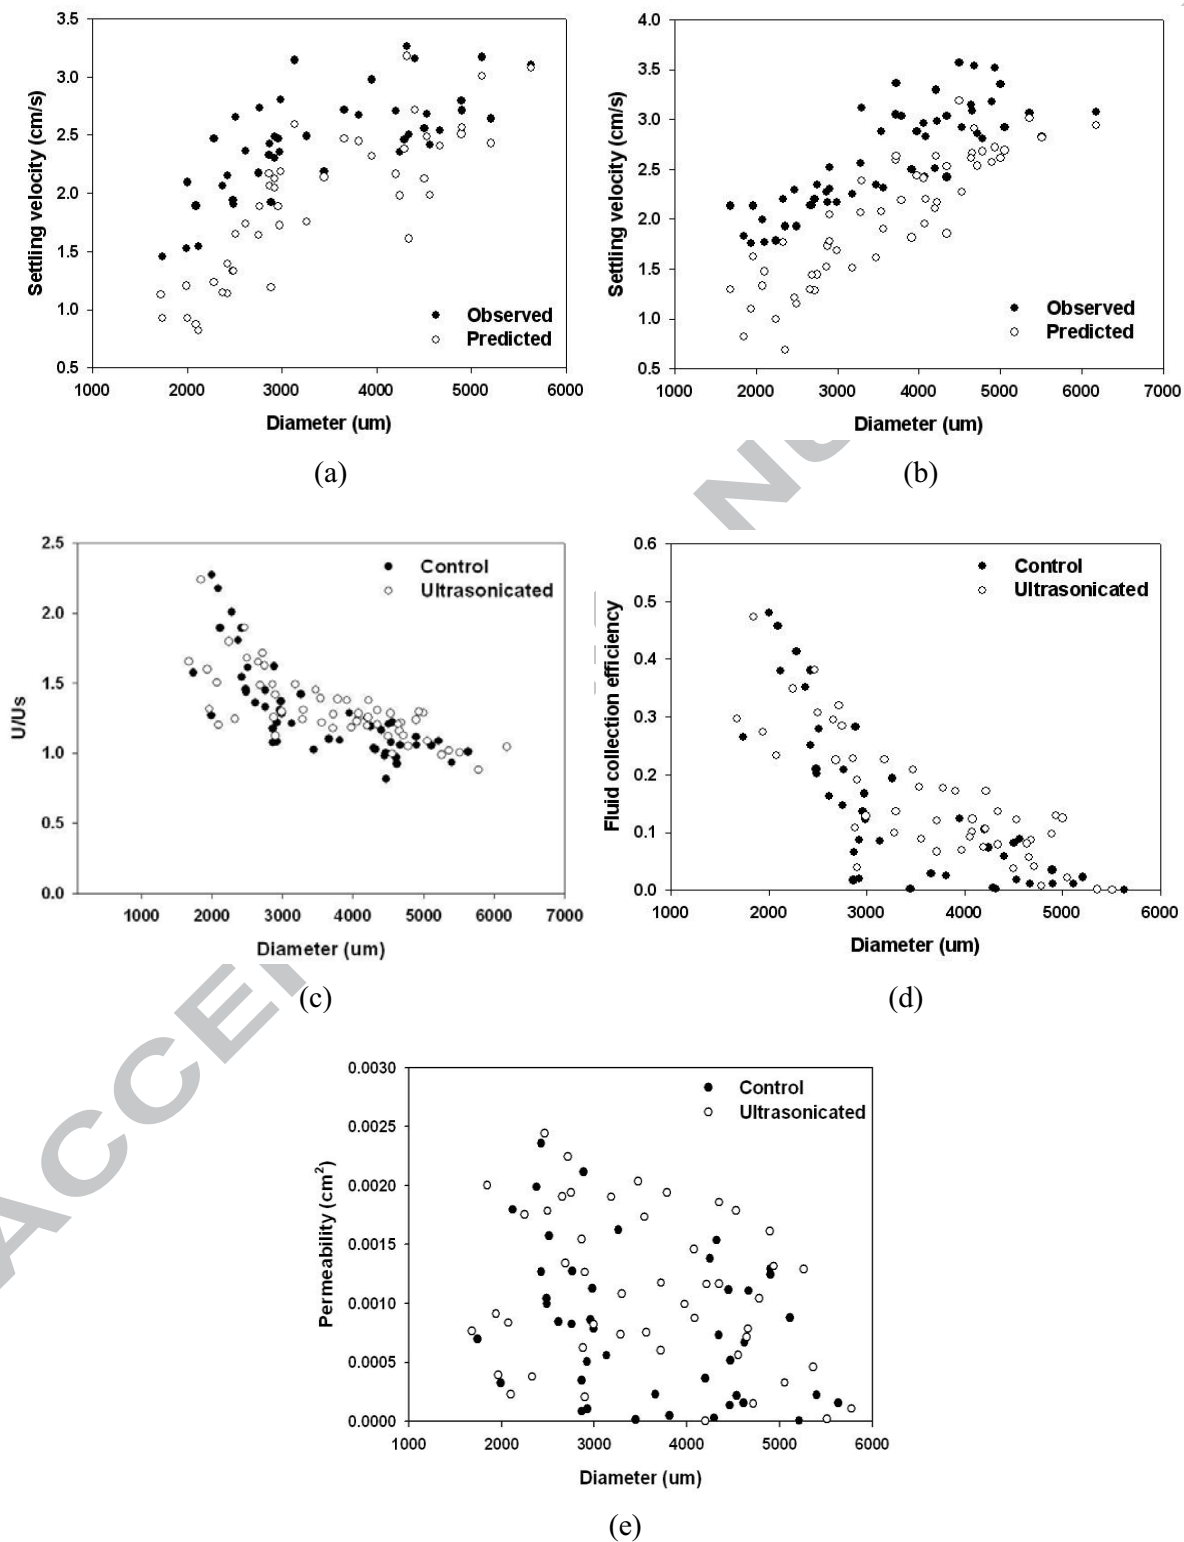 3.5
3.0
2.5
2.0
1.5
1.0
0.5
Settling velocity (cm/s)
Observed
Predicted
1000 2000 3000 4000 5000 6000
Diameter (um)
(a)
4.0
3.5
3.0
2.5
2.0
1.5
1.0
0.5
Settling velocity (cm/s)
Observed
Predicted
1000 2000 3000 4000 5000 6000 7000
Diameter (um)
(b)
2.5
2.0
1.5
1.0
0.5
0.0
U/Us
Control
Ultrasonicated
1000 2000 3000 4000 5000 6000 7000
Diameter (um)
(c)
0.6
0.5
0.4
0.3
0.2
0.1
0.0
Fluid collection efficiency
Control
Ultrasonicated
1000 2000 3000 4000 5000 6000
Diameter (um)
(d)
0.0030
0.0025
0.0020
0.0015
0.0010
0.0005
0.0000
Permeability (cm²)
Control
Ultrasonicated
1000 2000 3000 4000 5000 6000
Diameter (um)
(e)